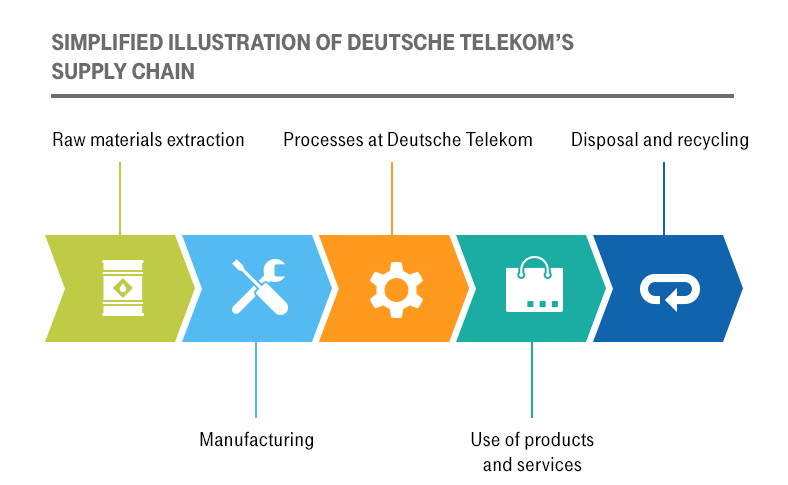 SIMPLIFIED ILLUSTRATION OF DEUTSCHE TELEKOM’S
SUPPLY CHAIN
Raw materials extraction
Processes at Deutsche Telekom
Disposal and recycling
Manufacturing
Use of products
and services